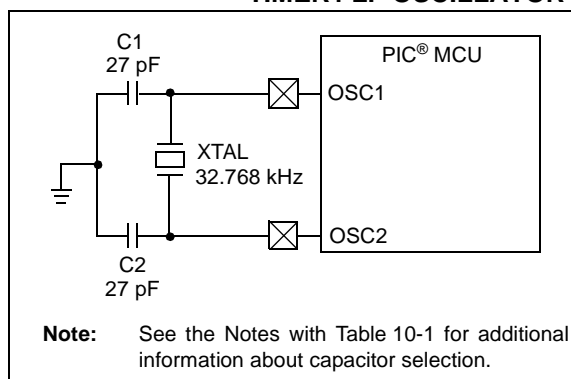 TIMER1 LP OSCILLATOR
C1
27 pF
PIC® MCU
OSC1
XTAL
32.768 kHz
OSC2
C2
27 pF
Note: See the Notes with Table 10-1 for additional
information about capacitor selection.